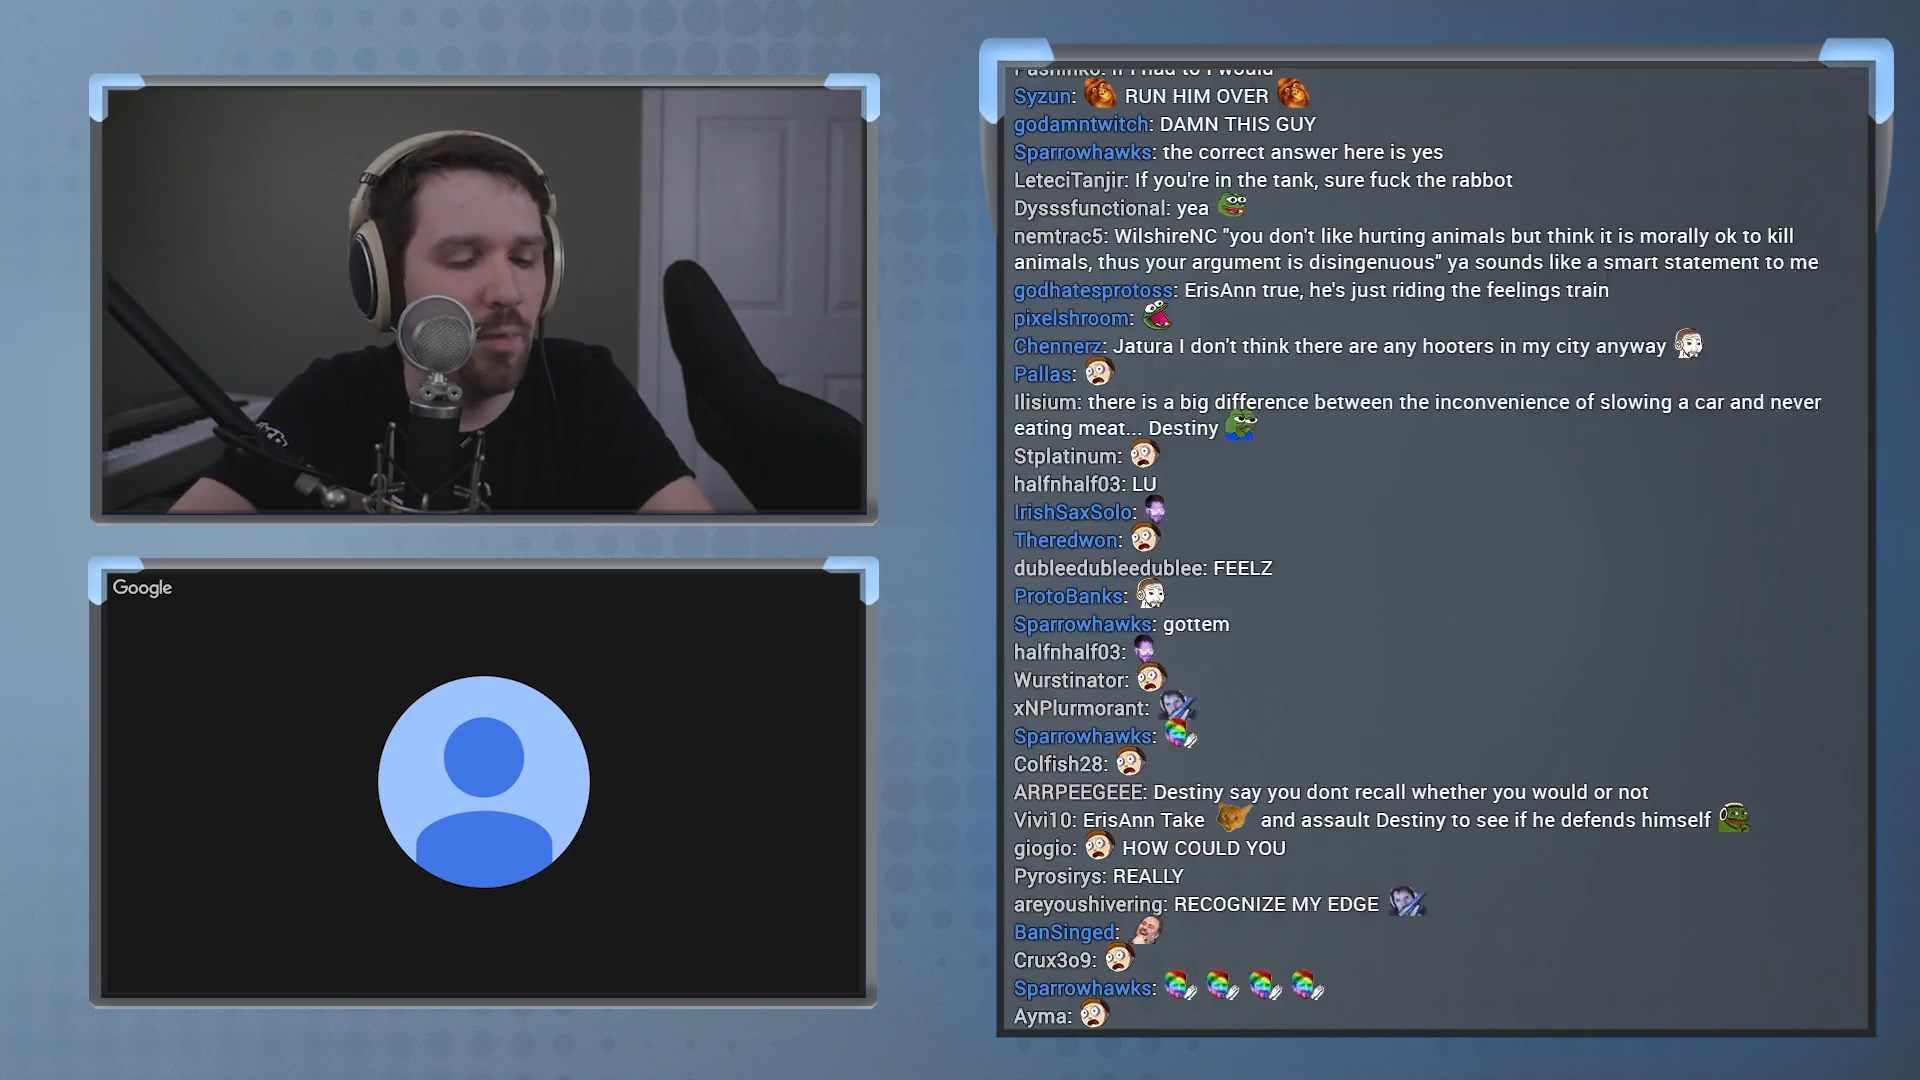 Google
Pashinko: If I had to I would
Syzun: RUN HIM OVER
godamntwitch: DAMN THIS GUY
Sparrowhawks: the correct answer here is yes
LeteciTanjir: If you're in the tank, sure fuck the rabbot
Dysssfunctional: yea
nemtrac5: WilshireNC "you don't like hurting animals but think it is morally ok to kill
animals, thus your argument is disingenuous" ya sounds like a smart statement to me
godhatesprotoss: ErisAnn true, he's just riding the feelings train
pixelshroom:
Chennerz: Jatura I don't think there are any hooters in my city anyway
Pallas:
Ilisium: there is a big difference between the inconvenience of slowing a car and never
eating meat... Destiny
Stplatinum:
halfnhalf03: LU
IrishSaxSolo:
Theredwon:
dubleedubleedublee: FEELZ
ProtoBanks:
Sparrowhawks: gottem
halfnhalf03:
Wurstinator:
xNPlurmorant:
Sparrowhawks:
Colfish28:
ARRPEEGEEE: Destiny say you dont recall whether you would or not
Vivi10: ErisAnn Take and assault Destiny to see if he defends himself
giogio: HOW COULD YOU
Pyrosirys: REALLY
areyoushivering: RECOGNIZE MY EDGE
BanSinged:
Crux3o9:
Sparrowhawks:
Ayma: